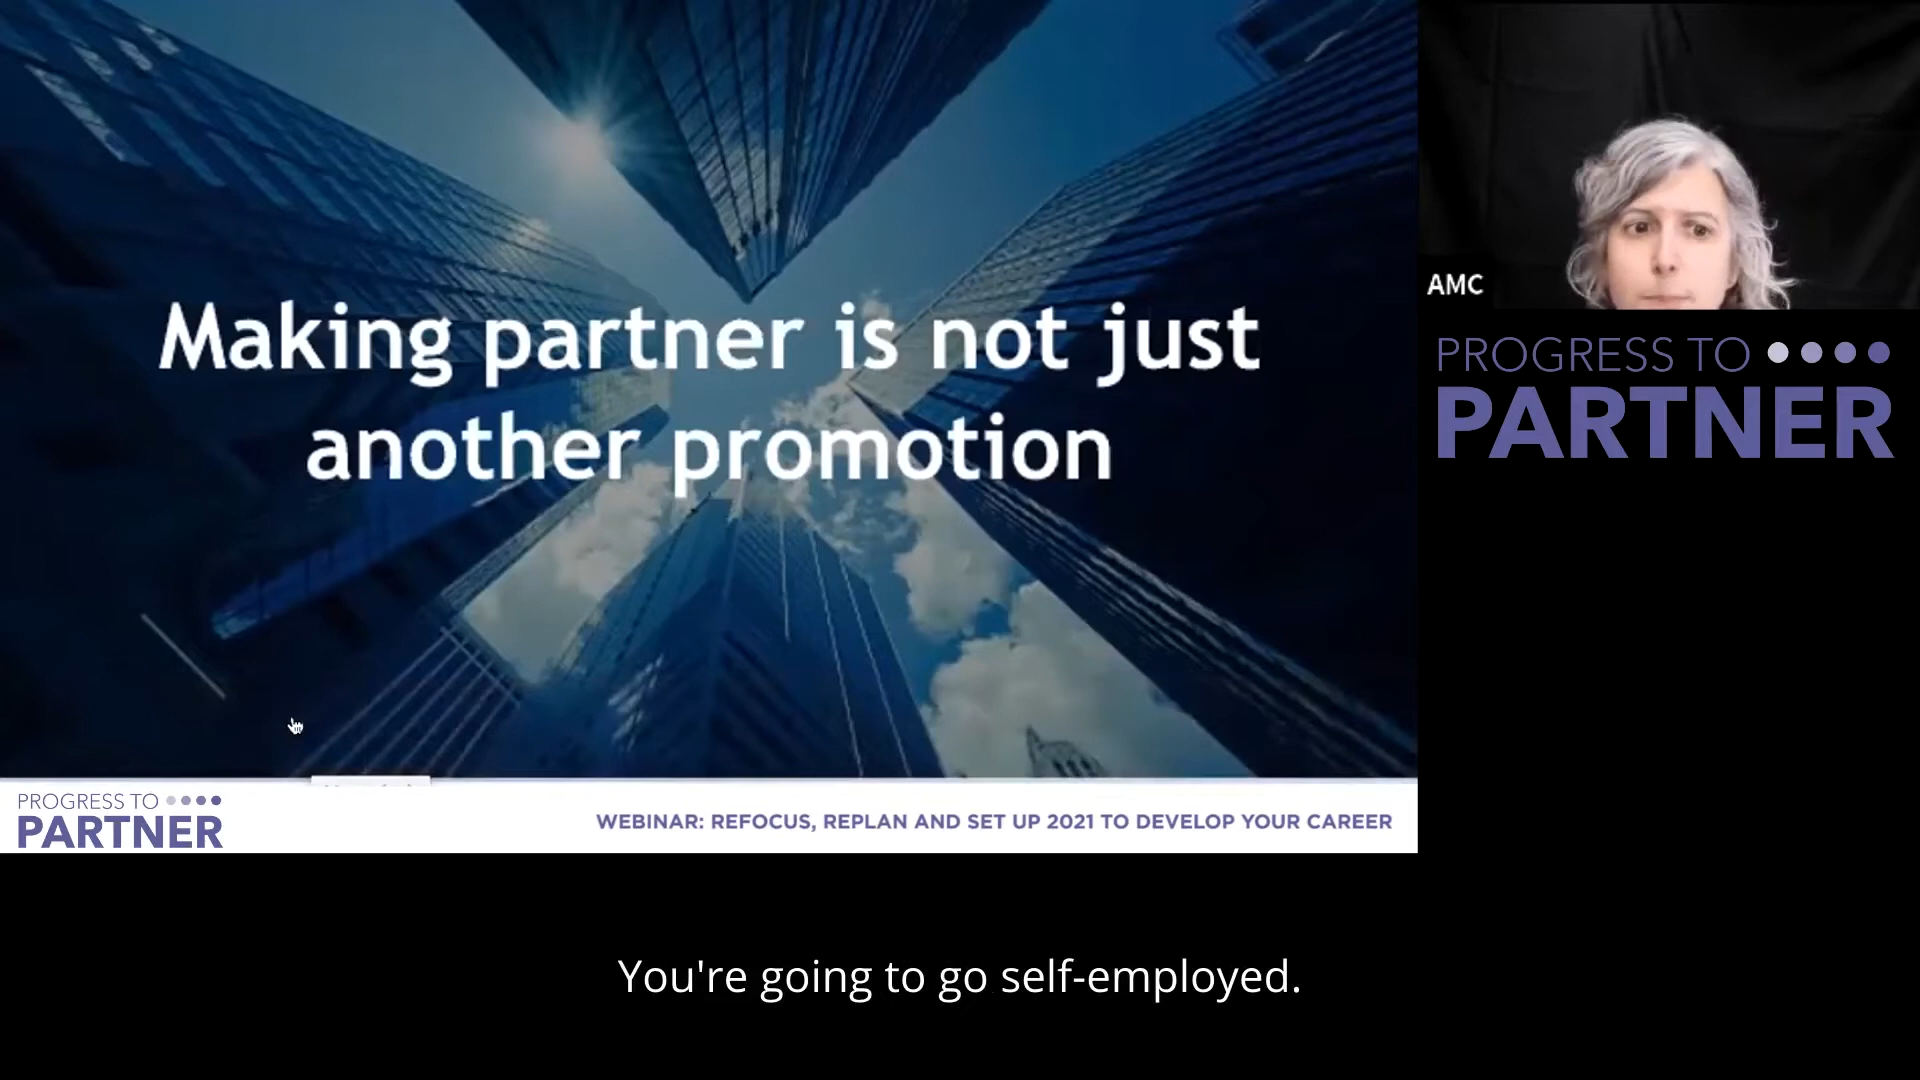 Making partner is not just
another promotion
AMC
PROGRESS TO
PARTNER
PROGRESS TO
PARTNER
WEBINAR: REFOCUS, REPLAN AND SET UP 2021 TO DEVELOP YOUR CAREER
You're going to go self-employed.